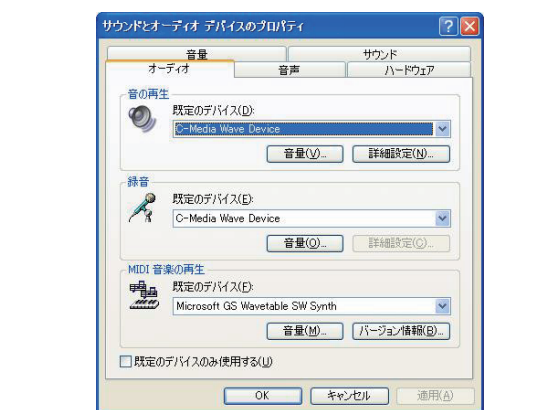 サウンドとオーディオ デバイスのプロパティ
音量 サウンド
オーディオ 音声 ハードウェア
音の再生
既定のデバイス(D):
C-Media Wave Device
音量(V)... 詳細設定(N)...
録音
既定のデバイス(E):
C-Media Wave Device
音量(O)... 詳細設定(C)...
MIDI 音楽の再生
既定のデバイス(F):
Microsoft GS Wavetable SW Synth
音量(M)... バージョン情報(B)...
既定のデバイスのみ使用する(U)
OK キャンセル 適用(A)